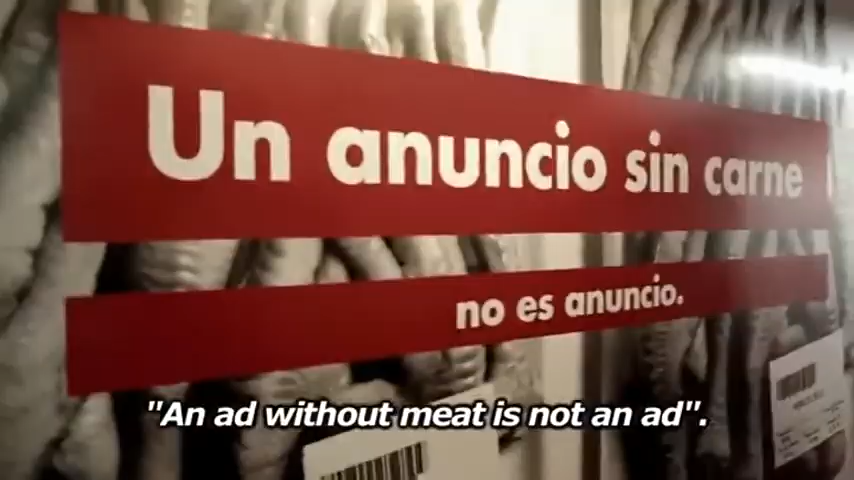 Un anuncio sin carne
no es anuncio.
"An ad without meat is not an ad".